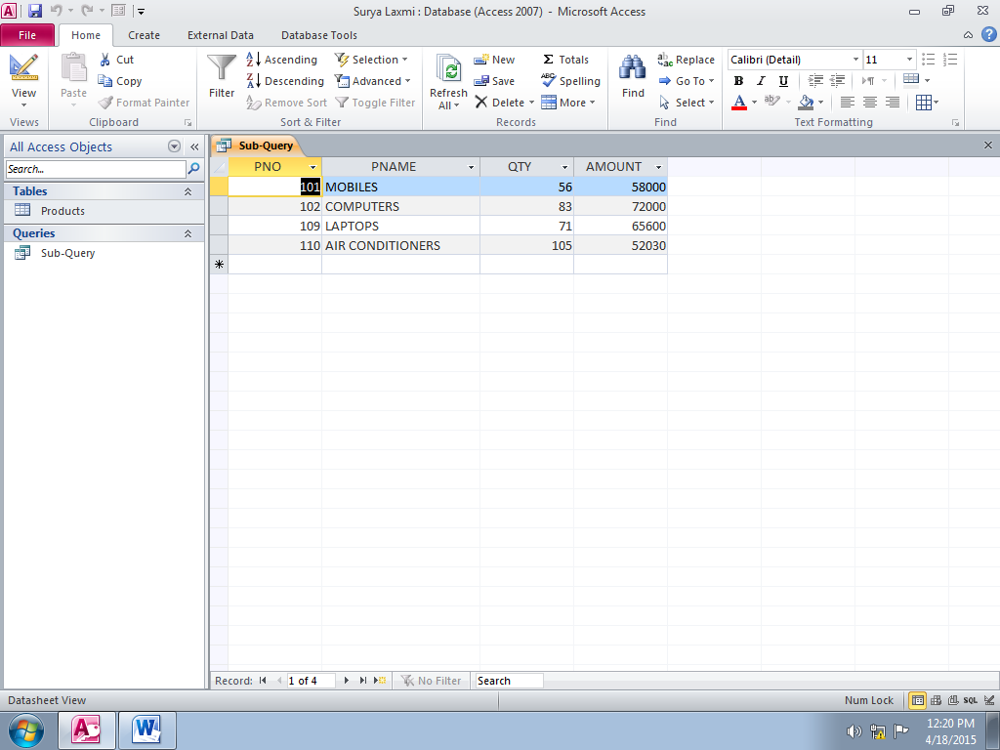 Surya Laxmi : Database (Access 2007) - Microsoft Access
File Home Create External Data Database Tools
View Paste Cut Copy Format Painter
Filter Ascending Descending Remove Sort Selection Advanced Toggle Filter
Refresh All New Save Delete Totals Spelling More
Find Replace Go To Select
Calibri (Detail) 11
B I U
Views Clipboard Sort & Filter Records Find Text Formatting
All Access Objects
Search...
Tables
Products
Queries
Sub-Query
Sub-Query
PNO PNAME QTY AMOUNT
101 MOBILES 56 58000
102 COMPUTERS 83 72000
109 LAPTOPS 71 65600
110 AIR CONDITIONERS 105 52030
Record: 1 of 4 No Filter Search
Datasheet View Num Lock SQL
12:20 PM
4/18/2015